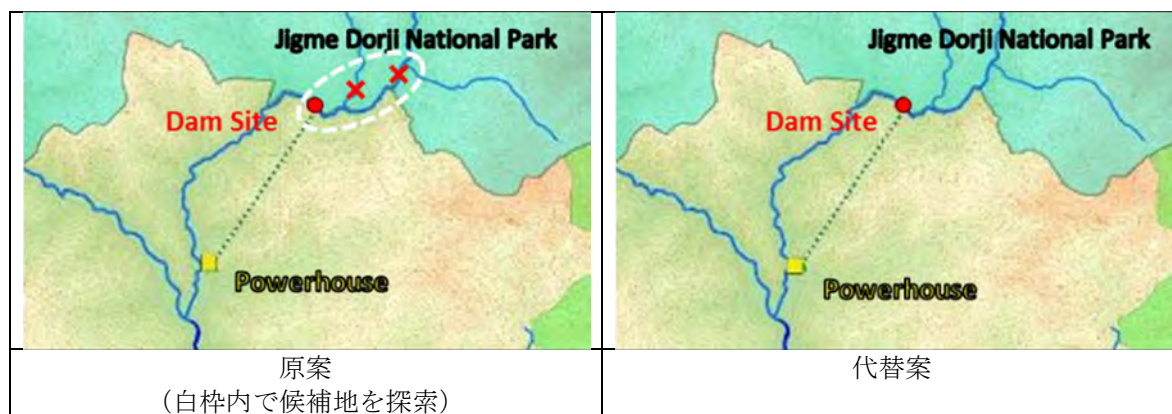 Jigme Dorji National Park
Dam Site
Powerhouse
原案
（白枠内で候補地を探索）
Jigme Dorji National Park
Dam Site
Powerhouse
代替案